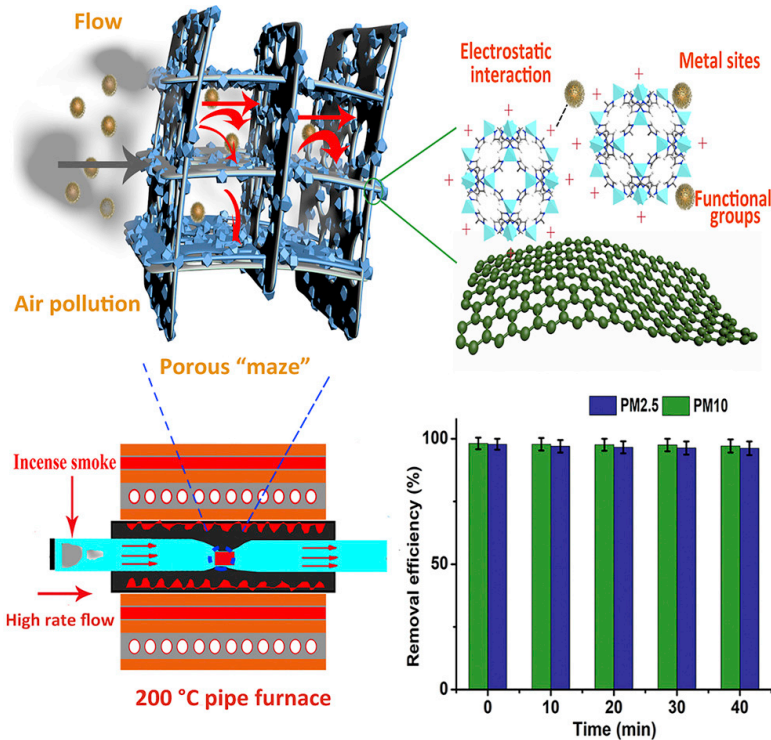 Flow
Air pollution
Porous “maze”
Electrostatic
interaction
Metal sites
Functional
groups
+
+
+
+
+
+
+
+
+
+
+
+
+
+
Incense smoke
High rate flow
200 °C pipe furnace
PM2.5 PM10
Removal efficiency (%)
100
50
0
0 10 20 30 40
Time (min)